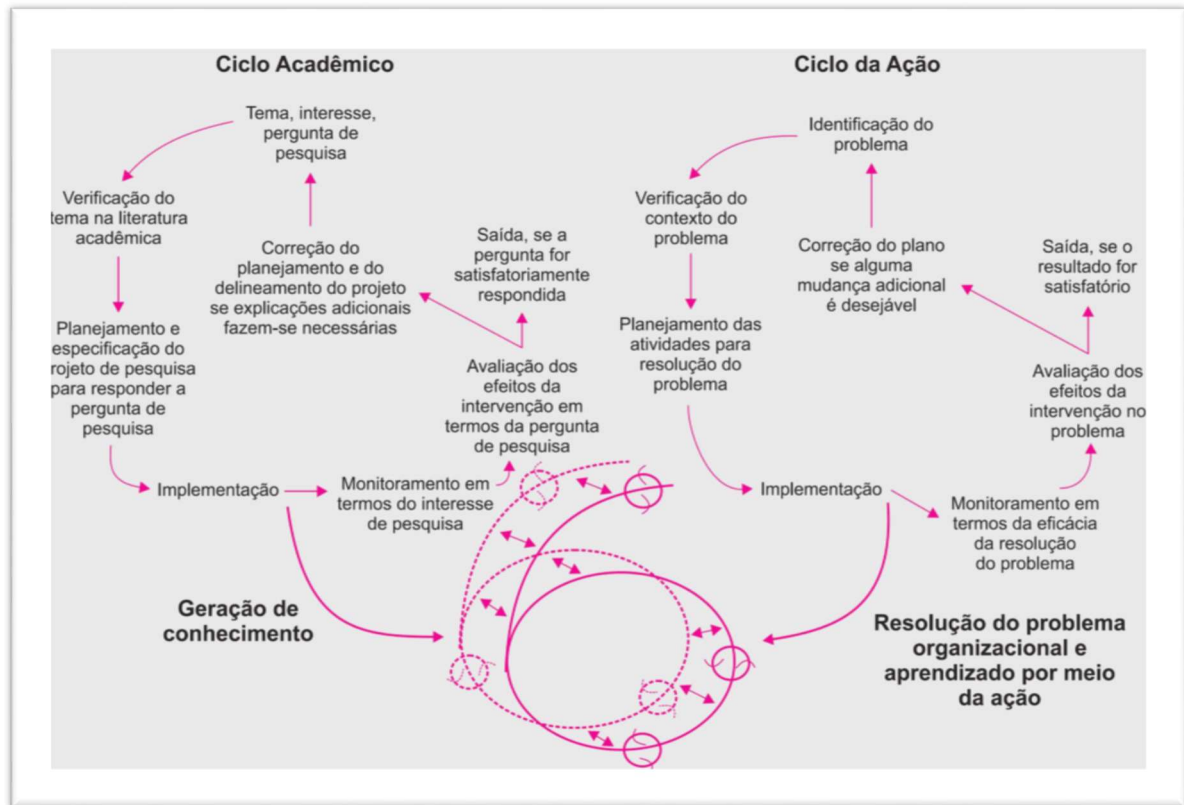 Ciclo Acadêmico
Tema, interesse,
pergunta de
pesquisa
Verificação do
tema na literatura
acadêmica
Planejamento e
especificação do
rojeto de pesquisa
para responder a
pergunta de
pesquisa
Implementação
Monitoramento em
termos do interesse
de pesquisa
Avaliação dos
efeitos da
intervenção em
termos da pergunta
de pesquisa
Correção do
planejamento e do
delineamento do projeto
se explicações adicionais
fazem-se necessárias
Saída, se a
pergunta for
satisfatoriamente
respondida
Geração de
conhecimento
Ciclo da Ação
Identificação do
problema
Verificação do
contexto do
problema
Planejamento das
atividades para
resolução do
problema
Implementação
Monitoramento em
termos da eficácia
da resolução
do problema
Avaliação dos
efeitos da
intervenção no
problema
Correção do plano
se alguma
mudança adicional
é desejável
Saída, se o
resultado for
satisfatório
Resolução do problema
organizacional e
aprendizado por meio
da ação